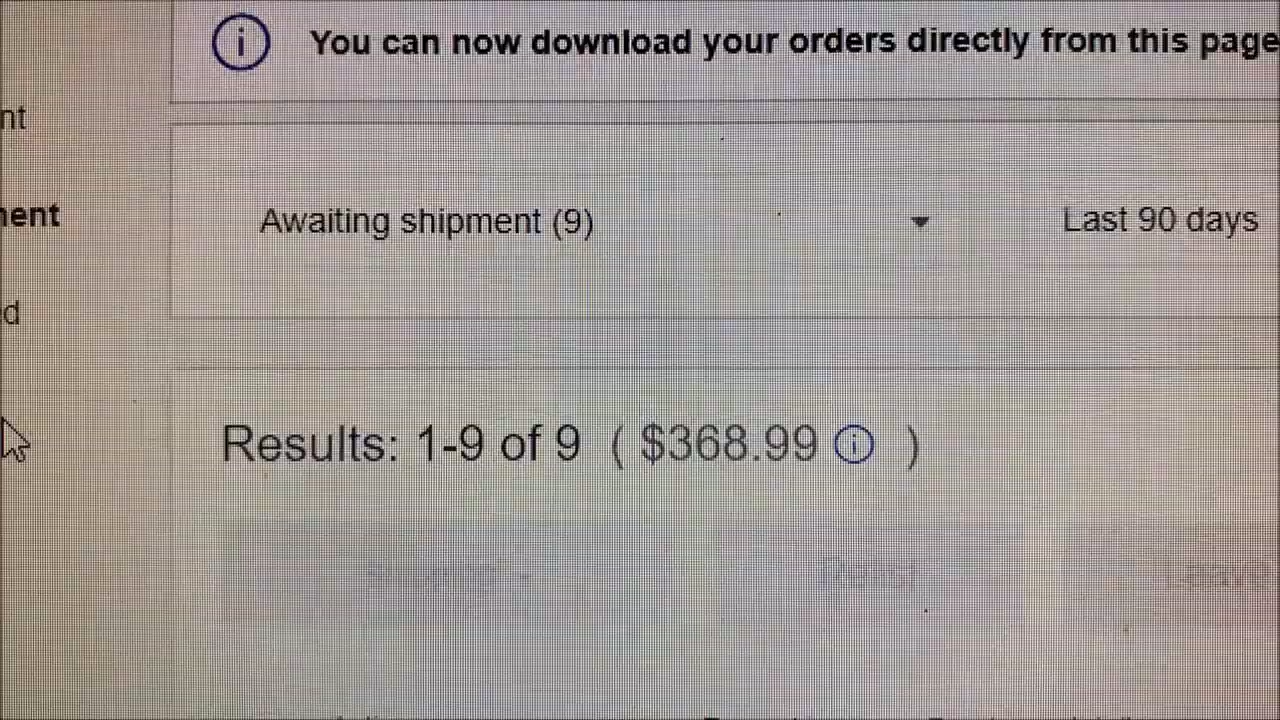 You can now download your orders directly from this page
nt
ent
Awaiting shipment (9)
Last 90 days
d
Results: 1-9 of 9 ( $368.99 )